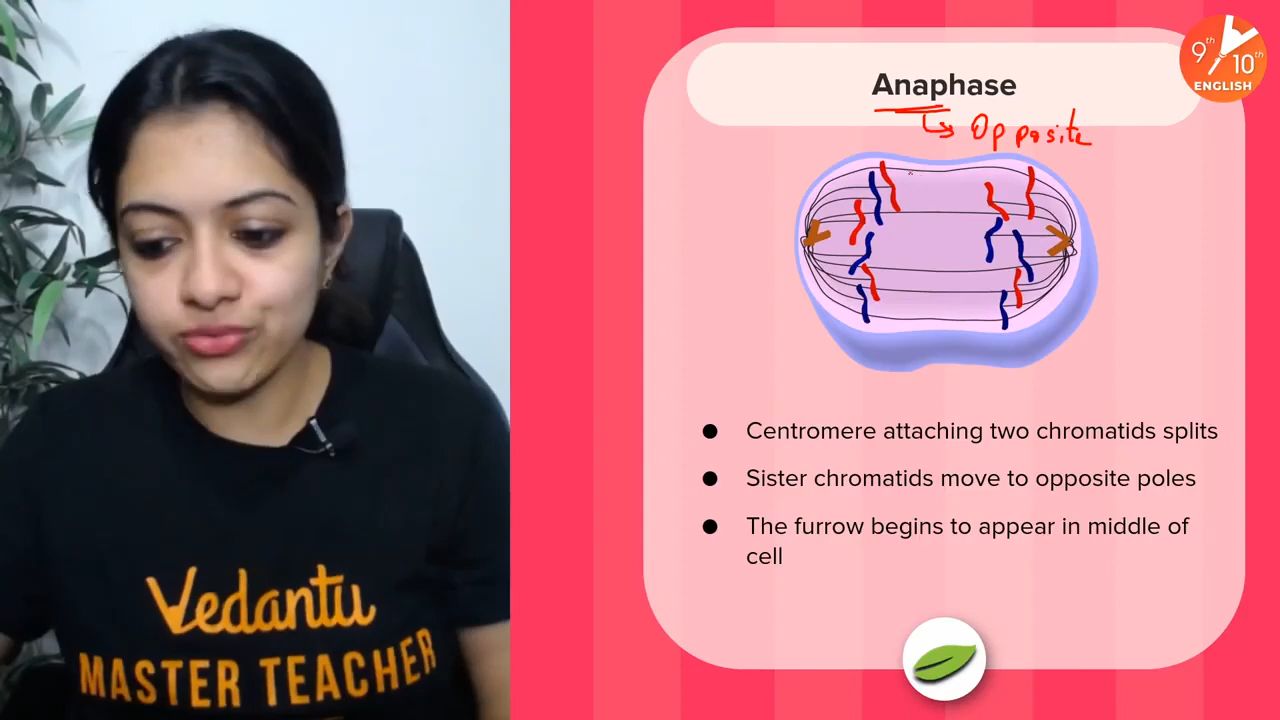 9th
10th
ENGLISH
Anaphase
↳ Opposite
● Centromere attaching two chromatids splits
● Sister chromatids move to opposite poles
● The furrow begins to appear in middle of
cell
Vedantu
MASTER TEACHER